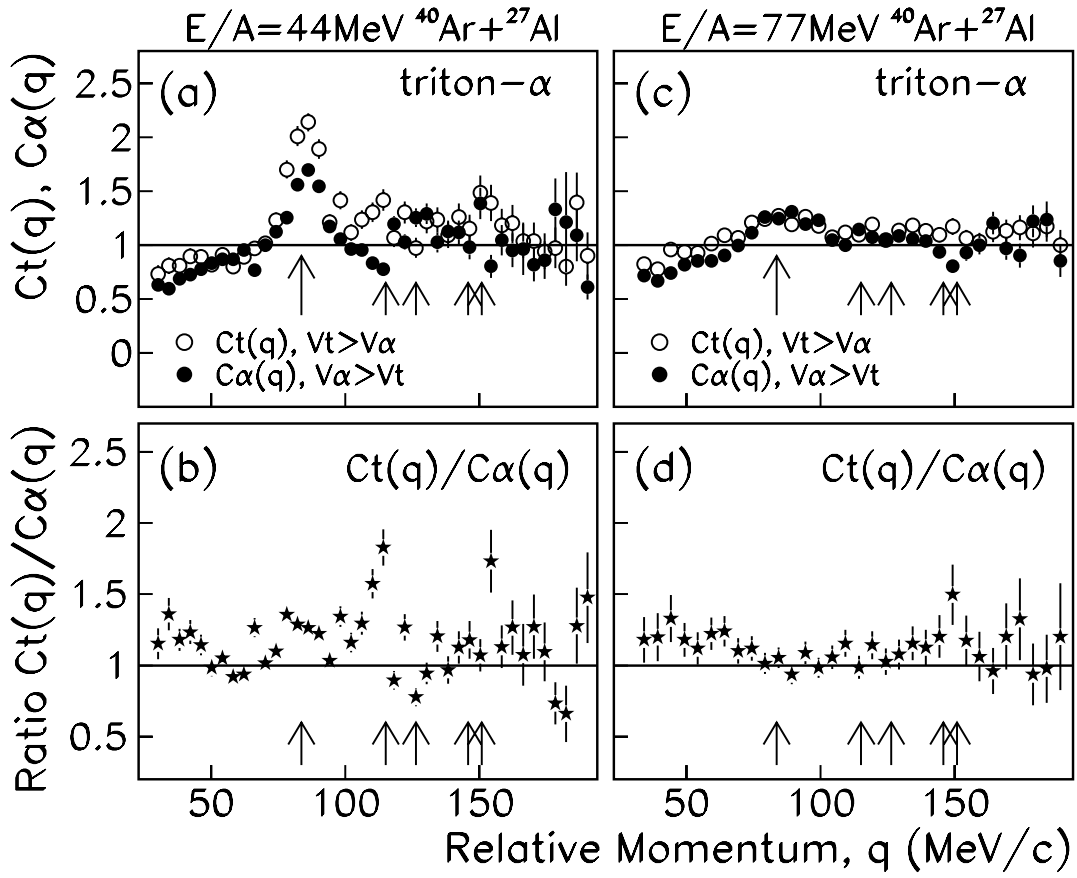 E/A=44MeV ⁴⁰Ar+²⁷Al
E/A=77MeV ⁴⁰Ar+²⁷Al
Ct(q), Cα(q)
2.5
2
1.5
1
0.5
0
(a)
triton-α
Ct(q), Vt>Vα
Cα(q), Vα>Vt
(c)
triton-α
Ct(q), Vt>Vα
Cα(q), Vα>Vt
Ratio Ct(q)/Cα(q)
2.5
2
1.5
1
0.5
(b)
Ct(q)/Cα(q)
(d)
Ct(q)/Cα(q)
50 100 150
50 100 150
Relative Momentum, q (MeV/c)